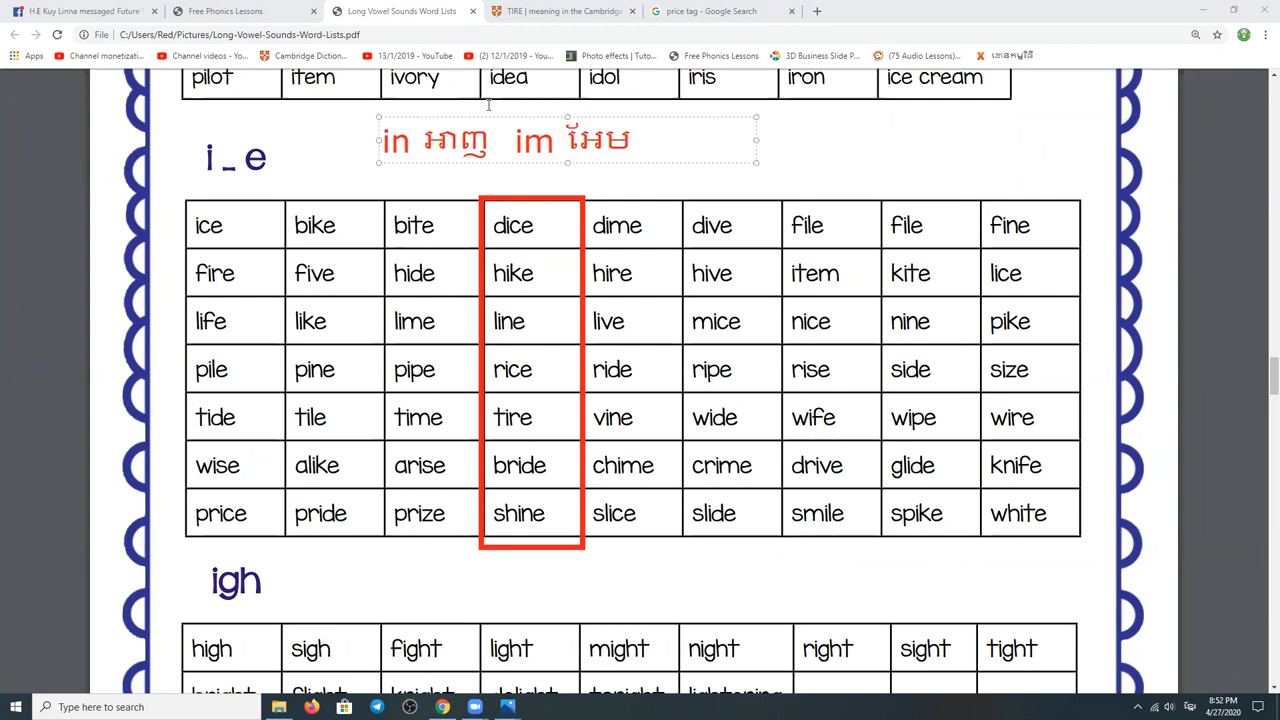 H.E Kuy Linna messaged Future
Free Phonics Lessons
Long Vowel Sounds Word Lists
TIRE | meaning in the Cambridge
price tag - Google Search
File C:/Users/Red/Pictures/Long-Vowel-Sounds-Word-Lists.pdf
Apps Channel monetizati... Channel videos - Yo... Cambridge Dictiona... 13/1/2019 - YouTube (2) 12/1/2019 - You... Photo effects | Tuto... Free Phonics Lessons 3D Business Slide P... (75 Audio Lessons)...
pilot item ivory idea idol iris iron ice cream
in អាញ im អែម
i_e
ice bike bite dice dime dive file file fine
fire five hide hike hire hive item kite lice
life like lime line live mice nice nine pike
pile pine pipe rice ride ripe rise side size
tide tile time tire vine wide wife wipe wire
wise alike arise bride chime crime drive glide knife
price pride prize shine slice slide smile spike white
igh
high sigh fight light might night right sight tight
bright flight knight delight tonight lightening
Type here to search
8:52 PM
4/27/2020